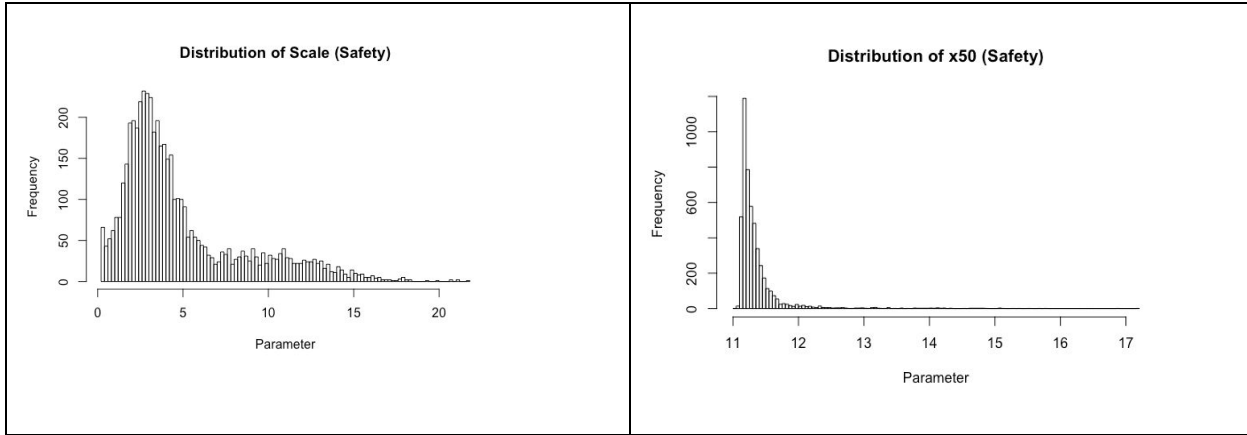 Distribution of Scale (Safety)
Frequency
0 50 100 150 200
0 5 10 15 20
Parameter
Distribution of x50 (Safety)
Frequency
0 200 600 1000
11 12 13 14 15 16 17
Parameter